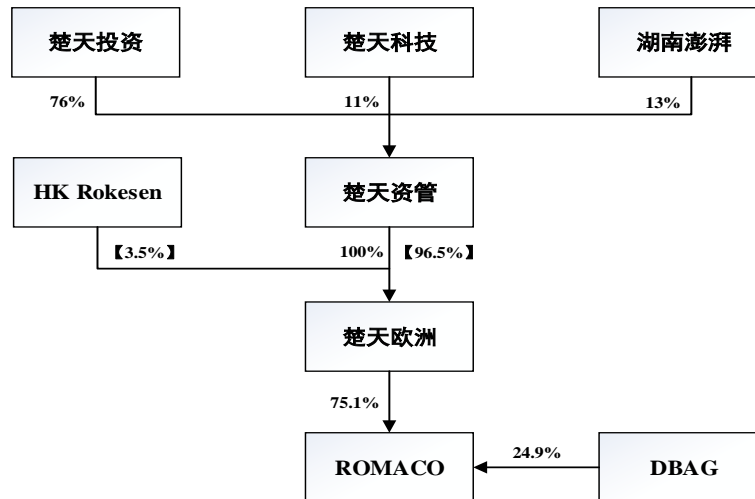 楚天投资
楚天科技
湖南澎湃
76%
11%
13%
HK Rokesen
楚天资管
【3.5%】
100%
【96.5%】
楚天欧洲
75.1%
ROMACO
24.9%
DBAG